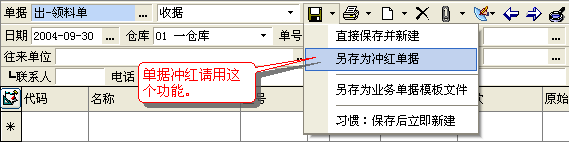 单据 出-领料单 ... 收据
日期 2004-09-30 ... 仓库 01 一仓库 单号
往来单位 ...
┗联系人 电话
代码 名称 号 次 原始
*
单据冲红请用这
个功能。
直接保存并新建
另存为冲红单据
另存为业务单据模板文件
习惯：保存后立即新建